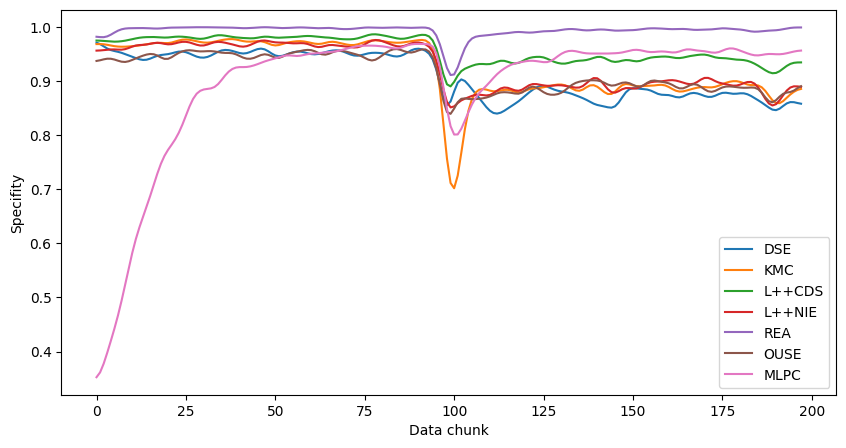 1.0
0.9
0.8
0.7
0.6
0.5
0.4
Specifity
0
25
50
75
100
125
150
175
200
Data chunk
DSE
KMC
L++CDS
L++NIE
REA
OUSE
MLPC